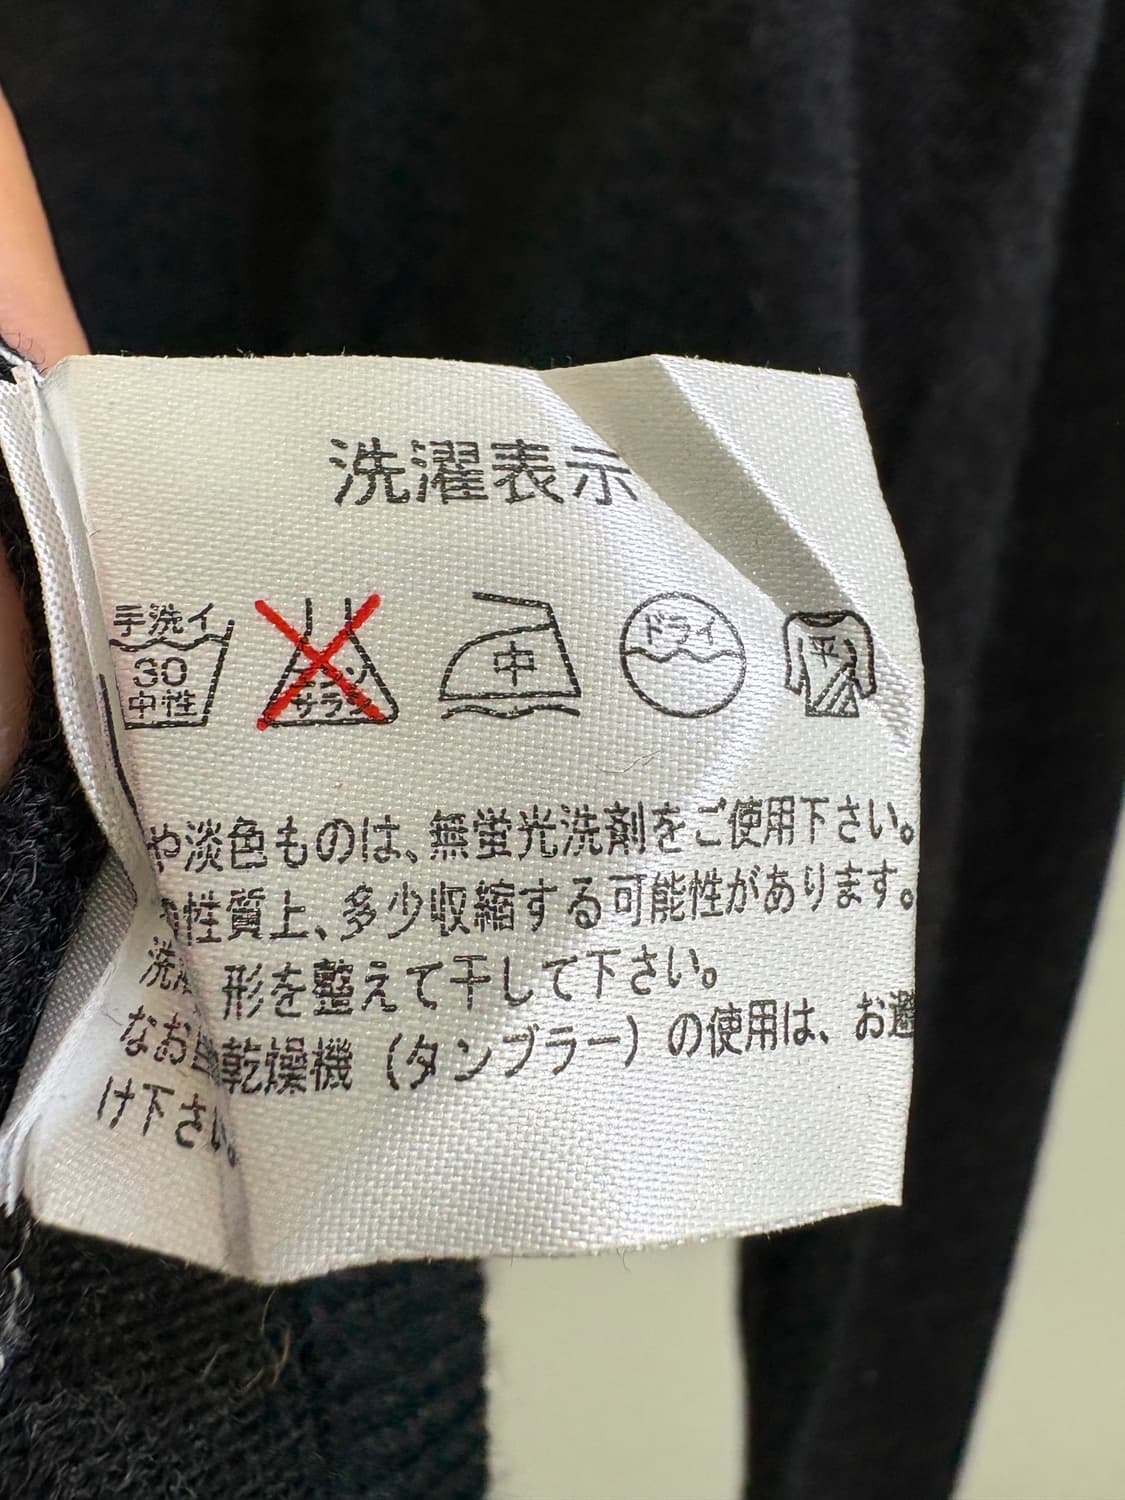 洗濯表示
手洗イ
30
中性
エンソ
サラシ
中
ドライ
平
や淡色ものは、無蛍光洗剤をご使用下さい。
性質上、多少収縮する可能性があります。
洗 形を整えて干して下さい。
なお 乾燥機(タンブラー)の使用は、お避
け下さい。